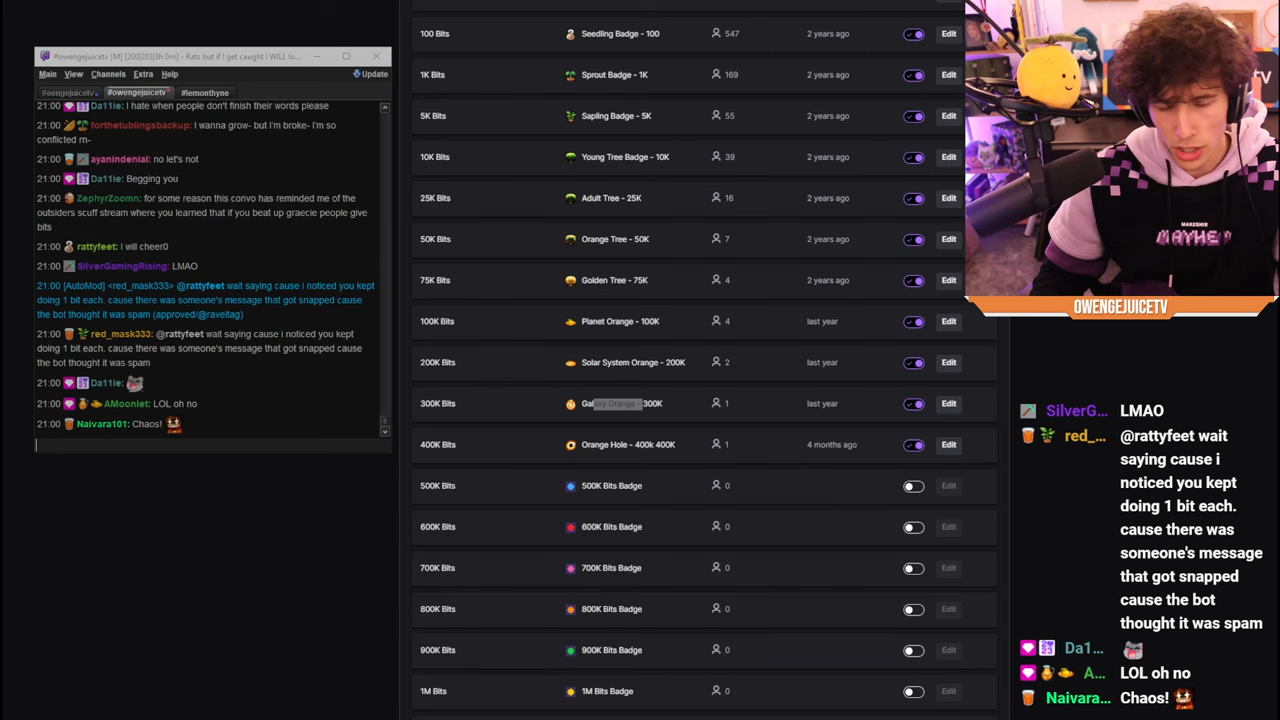 #owengejuicetv [M] [200|203|3h 0m] - Rats but if I get caught I WILL lo...
Main View Channels Extra Help Update
#oengejuicetv #owengejuicetv #lemonthyne
21:00 Da11ie: I hate when people don't finish their words please
21:00 forthetublingsbackup: I wanna grow- but I'm broke- I'm so
conflicted rn-
21:00 ayanindenial: no let's not
21:00 Da11ie: Begging you
21:00 ZephyrZoomn: for some reason this convo has reminded me of the
outsiders scuff stream where you learned that if you beat up graecie people give
bits
21:00 rattyfeet: I will cheer0
21:00 SilverGamingRising: LMAO
21:00 [AutoMod] <red_mask333> @rattyfeet wait saying cause i noticed you kept
doing 1 bit each. cause there was someone's message that got snapped cause
the bot thought it was spam (approved/@raveltag)
21:00 red_mask333: @rattyfeet wait saying cause i noticed you kept
doing 1 bit each. cause there was someone's message that got snapped cause
the bot thought it was spam
21:00 Da11ie:
21:00 AMoonlet: LOL oh no
21:00 Naivara101: Chaos!
100 Bits Seedling Badge - 100 547 2 years ago Edit
1K Bits Sprout Badge - 1K 169 2 years ago Edit
5K Bits Sapling Badge - 5K 55 2 years ago Edit
10K Bits Young Tree Badge - 10K 39 2 years ago Edit
25K Bits Adult Tree - 25K 16 2 years ago Edit
50K Bits Orange Tree - 50K 7 2 years ago Edit
75K Bits Golden Tree - 75K 4 2 years ago Edit
100K Bits Planet Orange - 100K 4 last year Edit
200K Bits Solar System Orange - 200K 2 last year Edit
300K Bits Galaxy Orange - 300K 1 last year Edit
400K Bits Orange Hole - 400k 400K 1 4 months ago Edit
500K Bits 500K Bits Badge 0 Edit
600K Bits 600K Bits Badge 0 Edit
700K Bits 700K Bits Badge 0 Edit
800K Bits 800K Bits Badge 0 Edit
900K Bits 900K Bits Badge 0 Edit
1M Bits 1M Bits Badge 0 Edit
MAKESHIP
MAYHEM
OWENGEJUICETV
SilverG... LMAO
red_... @rattyfeet wait
saying cause i
noticed you kept
doing 1 bit each.
cause there was
someone's message
that got snapped
cause the bot
thought it was spam
Da1...
A... LOL oh no
Naivara... Chaos!